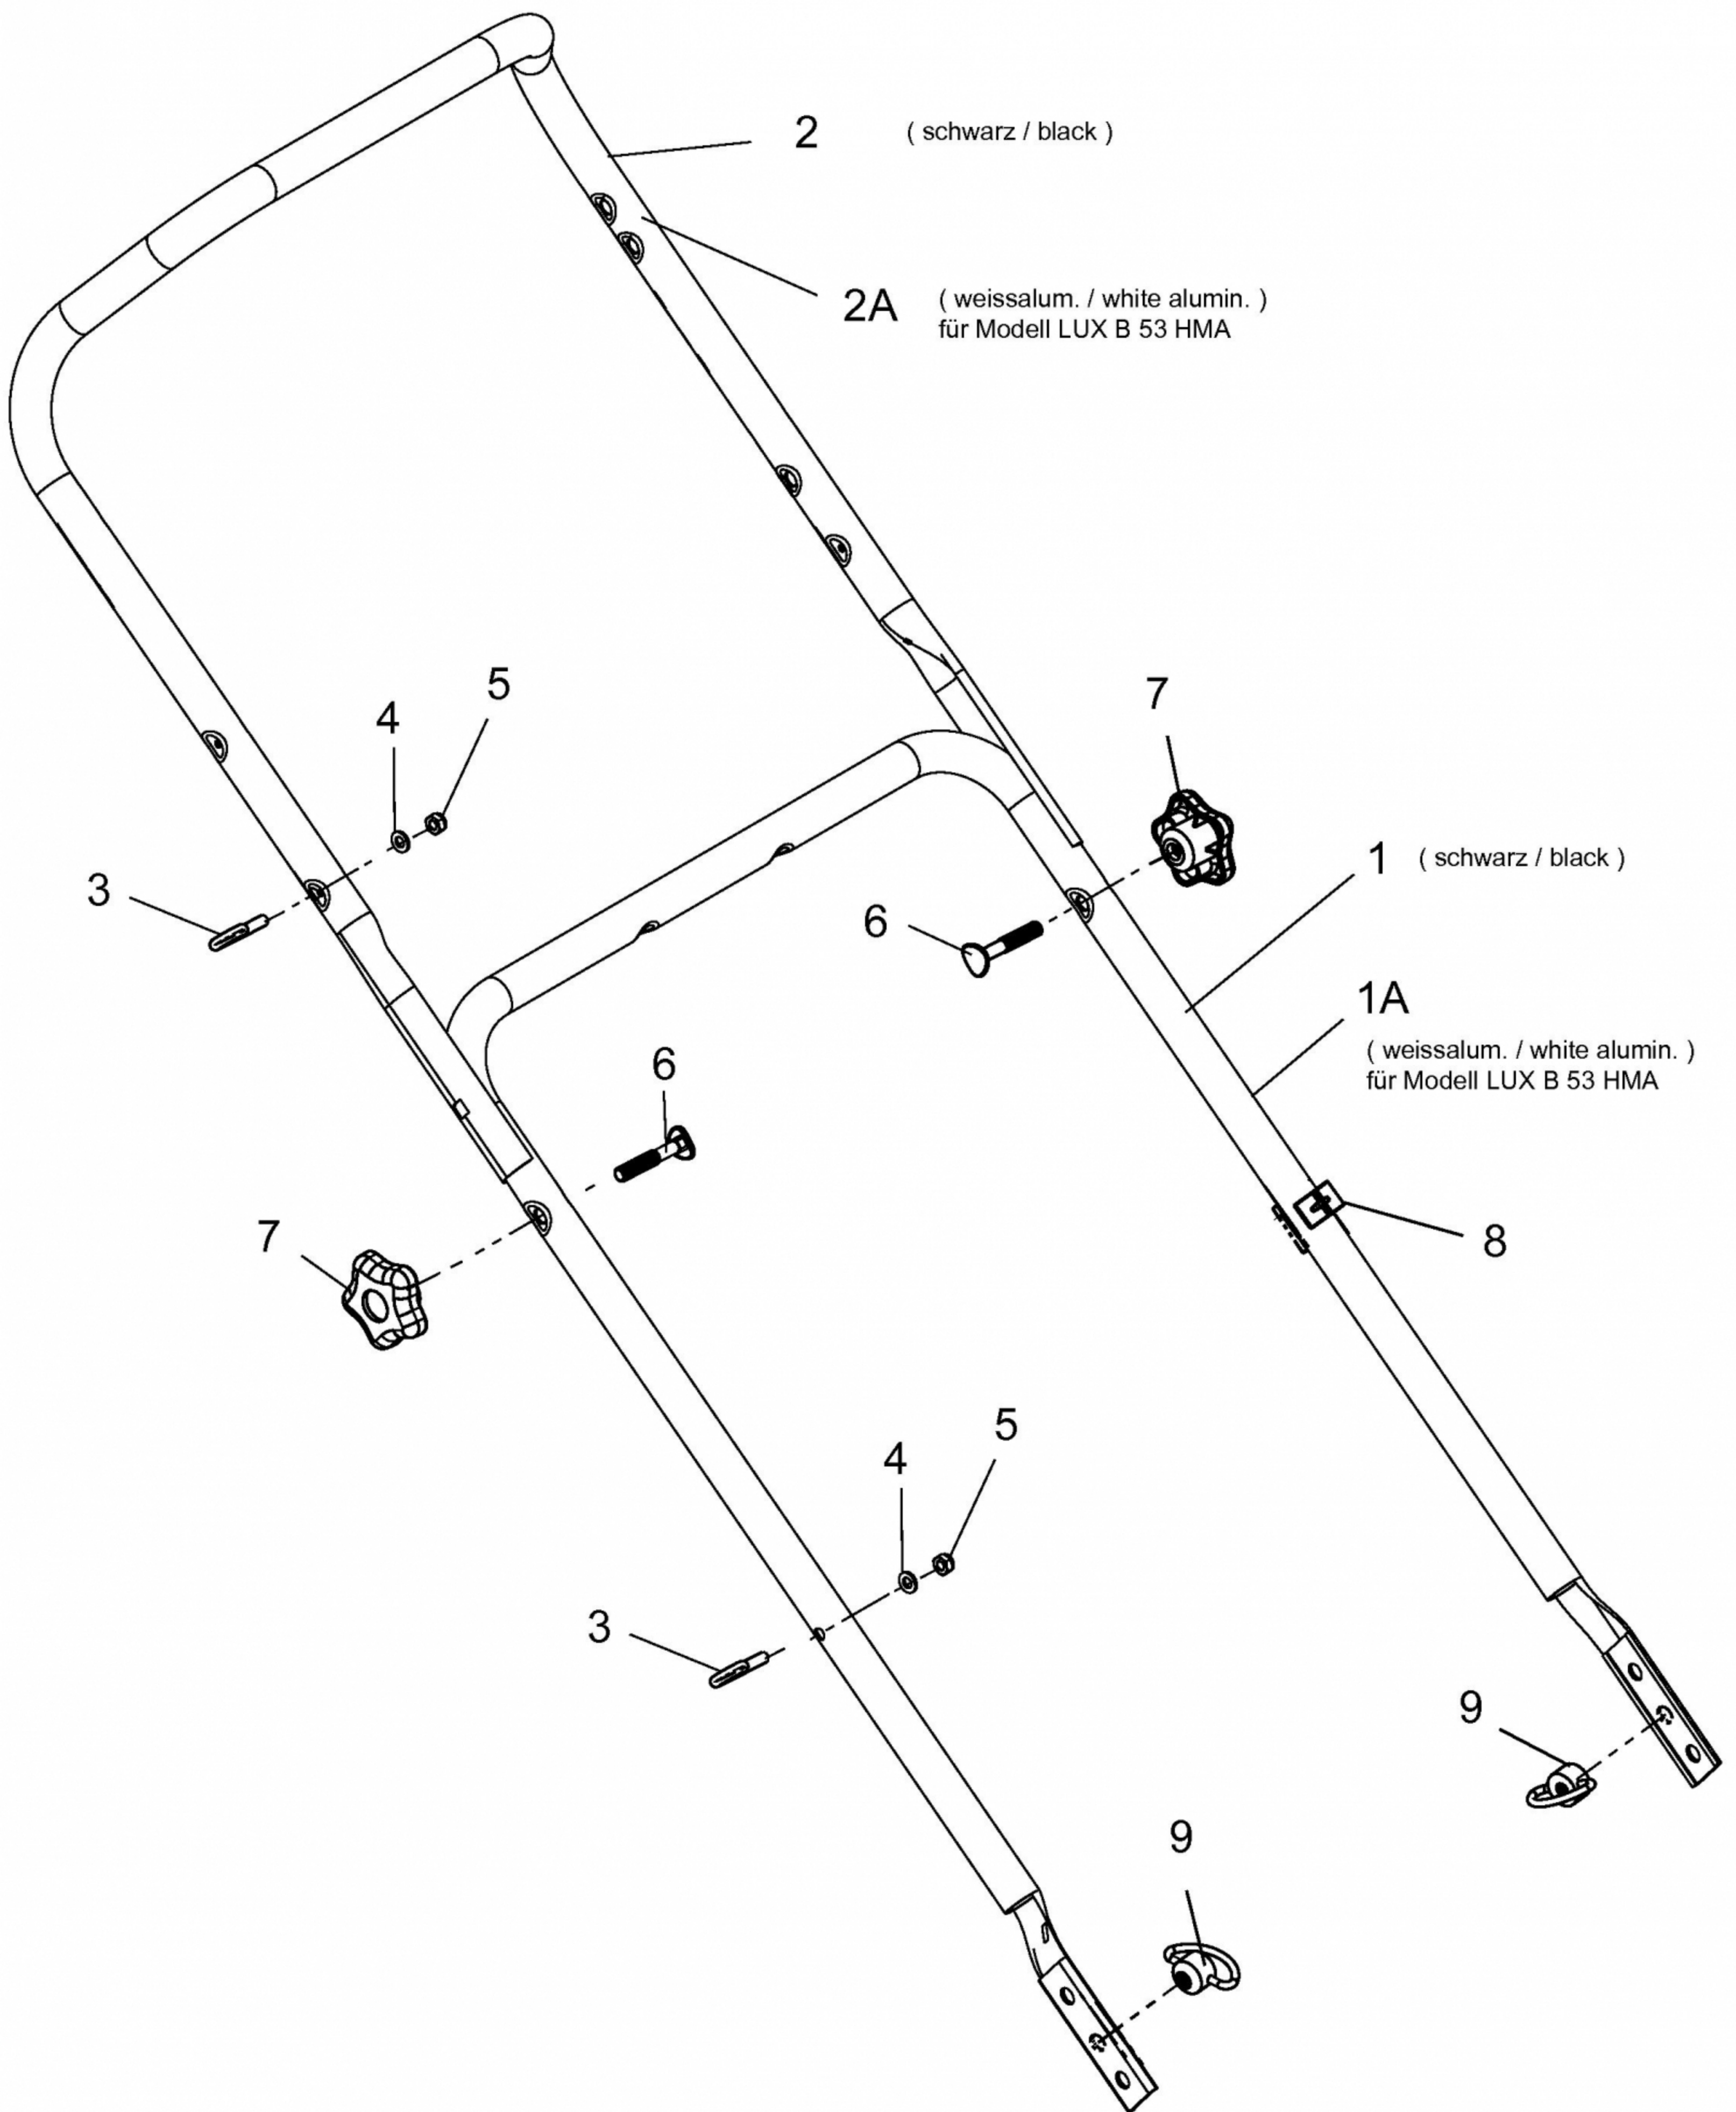 2 ( schwarz / black )
2A ( weissalum. / white alumin. )
für Modell LUX B 53 HMA
5
7
4
1 ( schwarz / black )
3
6
1A
( weissalum. / white alumin. )
für Modell LUX B 53 HMA
6
7
8
5
4
3
9
9